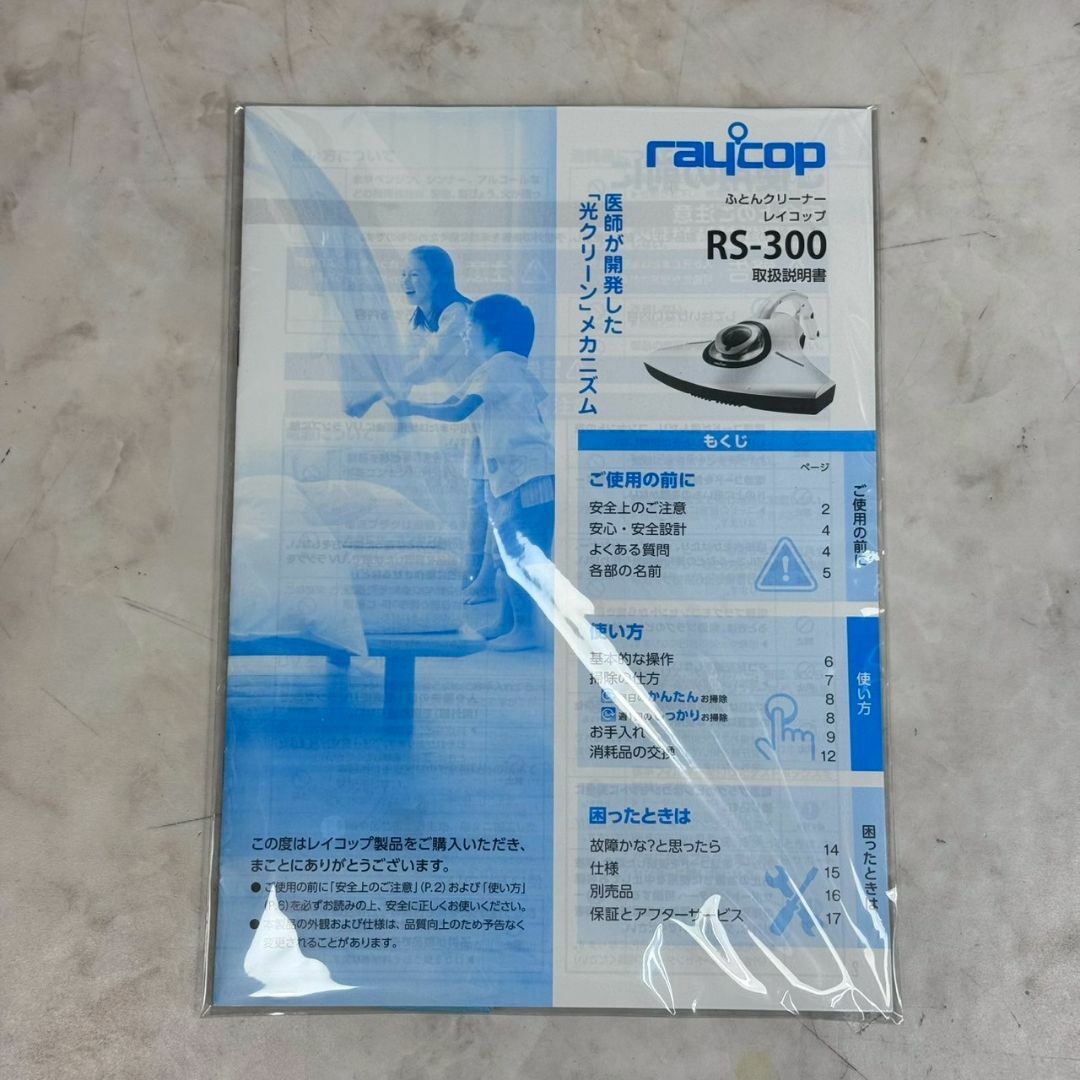 raycop
ふとんクリーナー
レイコップ
RS-300
取扱説明書
医師が開発した
「光クリーン」メカニズム
もくじ
ページ
ご使用の前に
安全上のご注意 2
安心・安全設計 4
よくある質問 4
各部の名前 5
ご使用の前に
使い方
基本的な操作 6
掃除の仕方 7
毎日のかんたんお掃除 8
週1回のしっかりお掃除 8
お手入れ 9
消耗品の交換 12
使い方
困ったときは
故障かな?と思ったら 14
仕様 15
別売品 16
保証とアフターサービス 17
困ったときは
この度はレイコップ製品をご購入いただき、
まことにありがとうございます。
●ご使用の前に「安全上のご注意」(P.2)および「使い方」
(P.6)を必ずお読みの上、安全に正しくお使いください。
●本製品の外観および仕様は、品質向上のため予告なく
変更されることがあります。